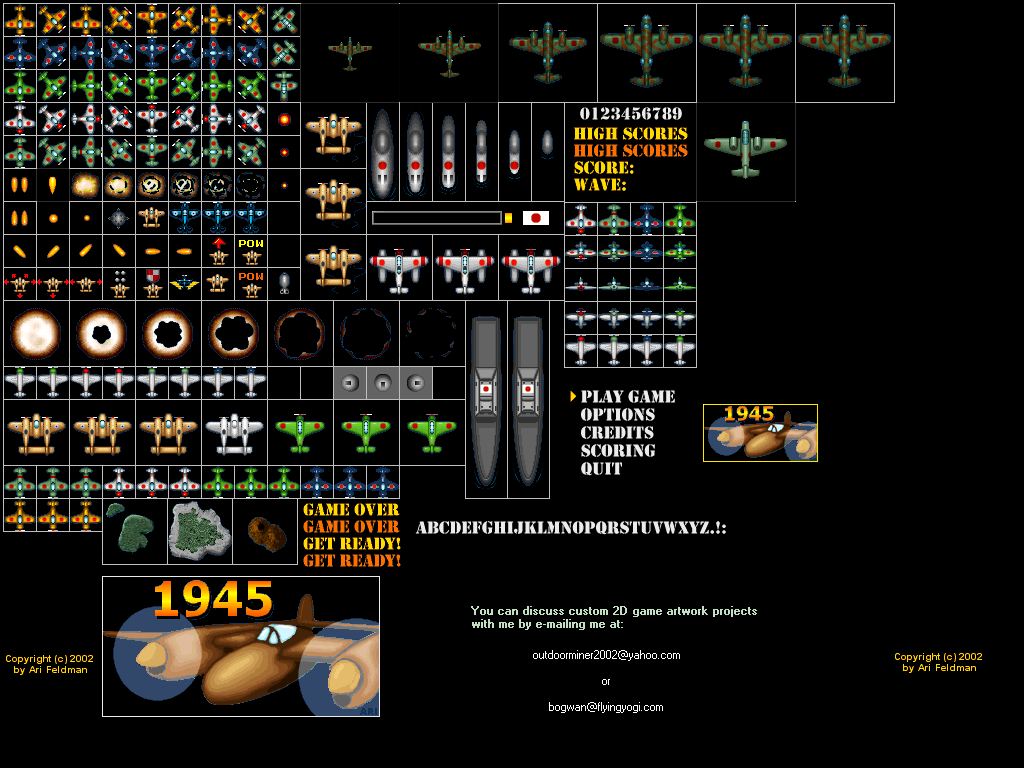 0123456789
HIGH SCORES
HIGH SCORES
SCORE:
WAVE:
POW
POW
PLAY GAME
OPTIONS
CREDITS
SCORING
QUIT
1945
GAME OVER
GAME OVER
GET READY!
GET READY!
ABCDEFGHIJKLMNOPQRSTUVWXYZ.!:
1945
ARI
You can discuss custom 2D game artwork projects
with me by e-mailing me at:
outdoorminer2002@yahoo.com
or
bogwan@flyingyogi.com
Copyright (c) 2002
by Ari Feldman
Copyright (c) 2002
by Ari Feldman